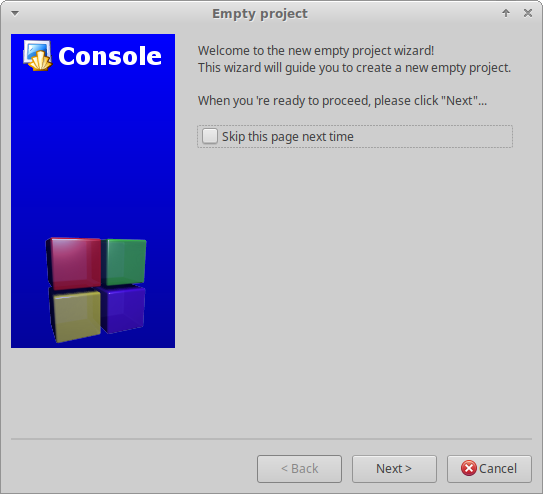 Empty project
Console
Welcome to the new empty project wizard!
This wizard will guide you to create a new empty project.
When you 're ready to proceed, please click "Next"...
Skip this page next time
< Back
Next >
Cancel